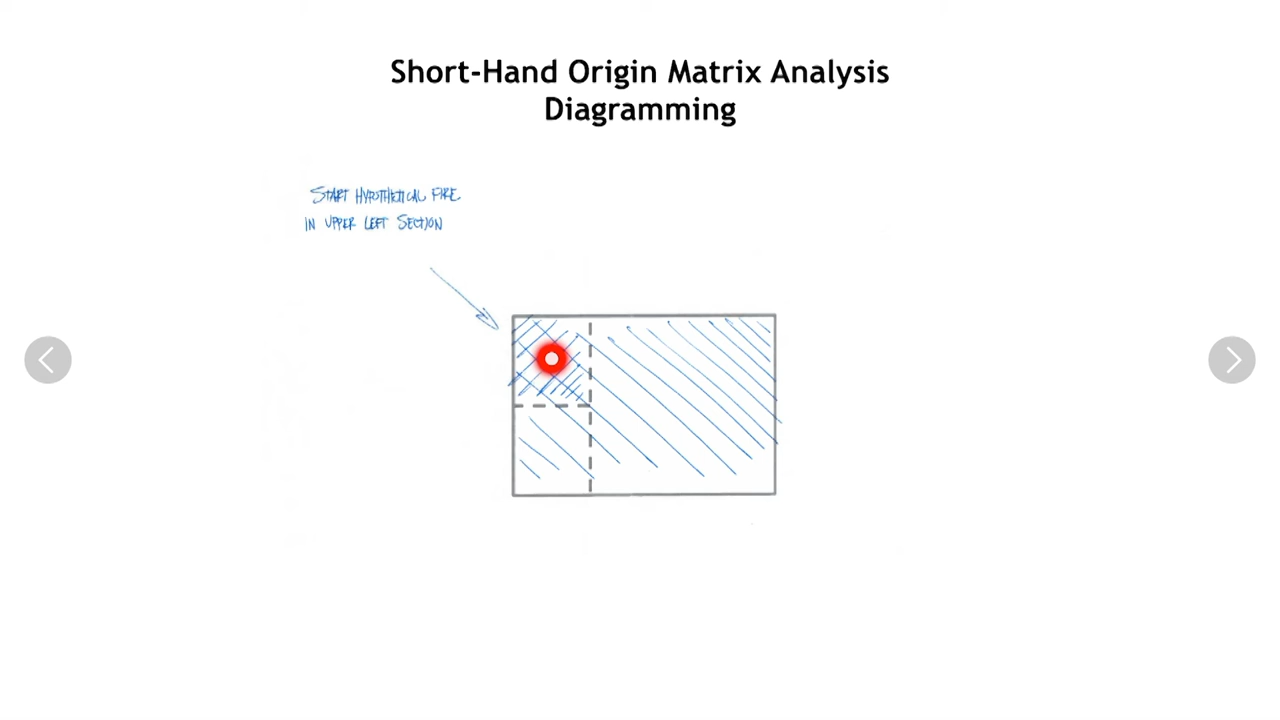 Short-Hand Origin Matrix Analysis
Diagramming
START HYPOTHETICAL FIRE
IN UPPER LEFT SECTION